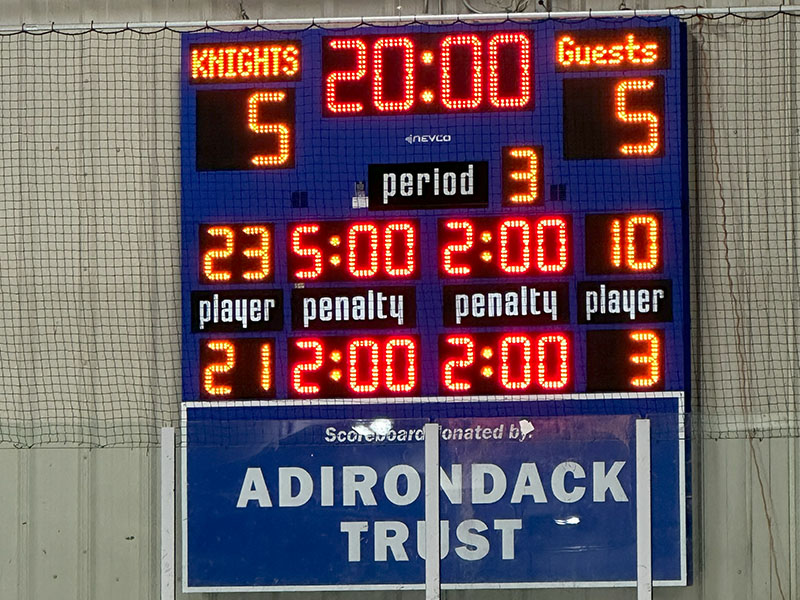 KNIGHTS 20:00 Guests
5 5
NEVCO
period 3
23 5:00 2:00 10
player penalty penalty player
21 2:00 2:00 3
Scoreboard donated by:
ADIRONDACK
TRUST